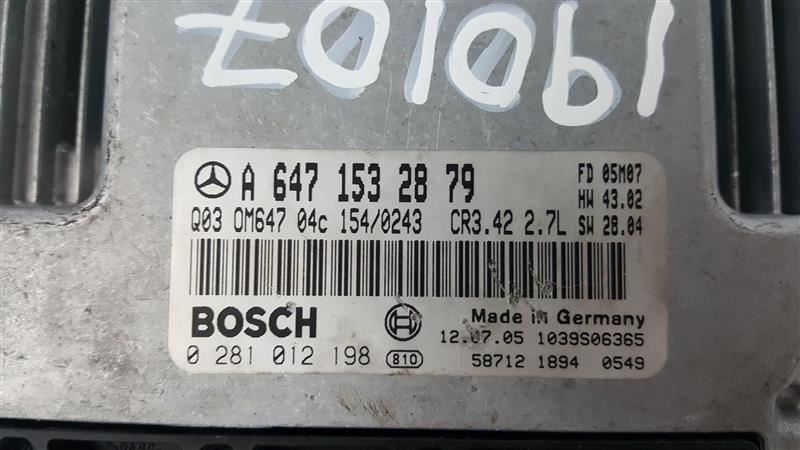 A 647 153 28 79
FD 05M07
HW 43.02
Q03 OM647 04c 154/0243 CR3.42 2.7L SW 28.04
BOSCH
Made in Germany
12.07.05 1039S06365
0 281 012 198 810
58712 1894 0549